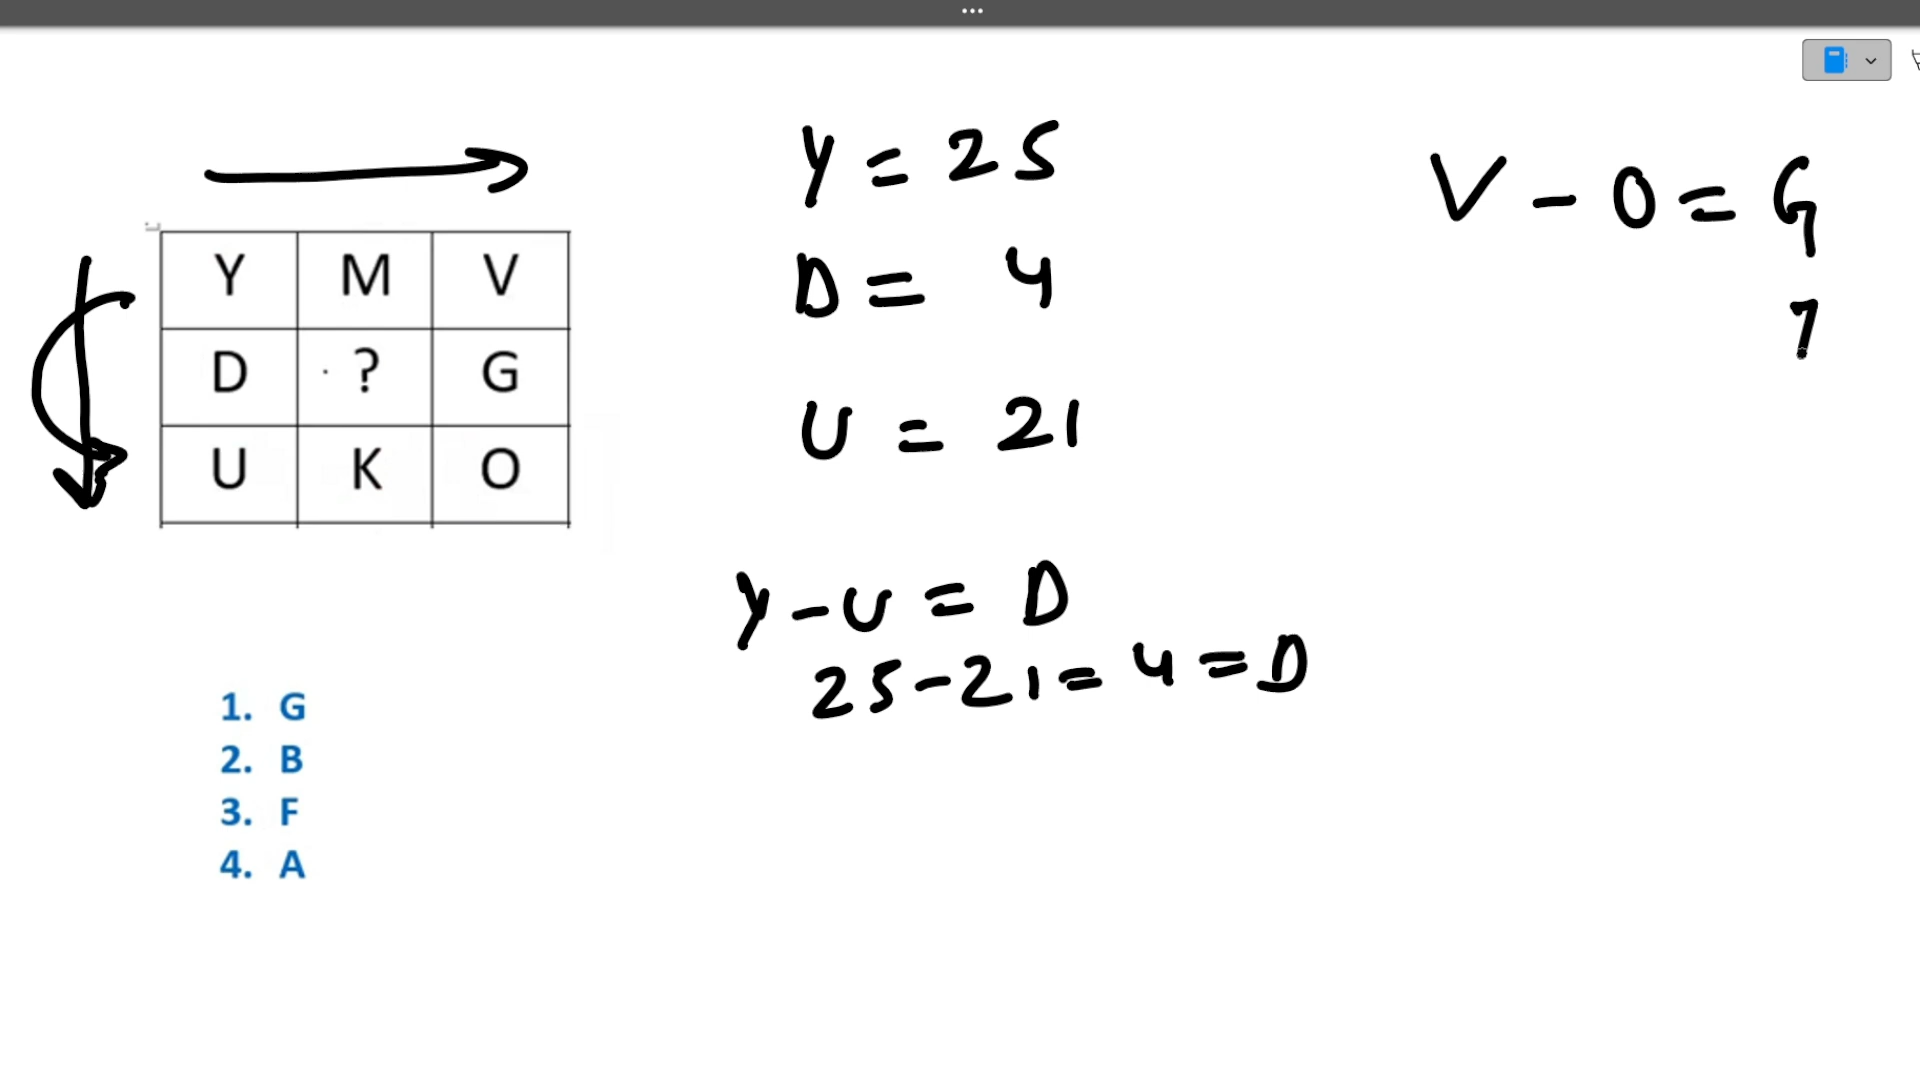 Y M V
D ? G
U K O
1. G
2. B
3. F
4. A
Y = 25
D = 4
U = 21
Y - U = D
25 - 21 = 4 = D
V - O = G
7